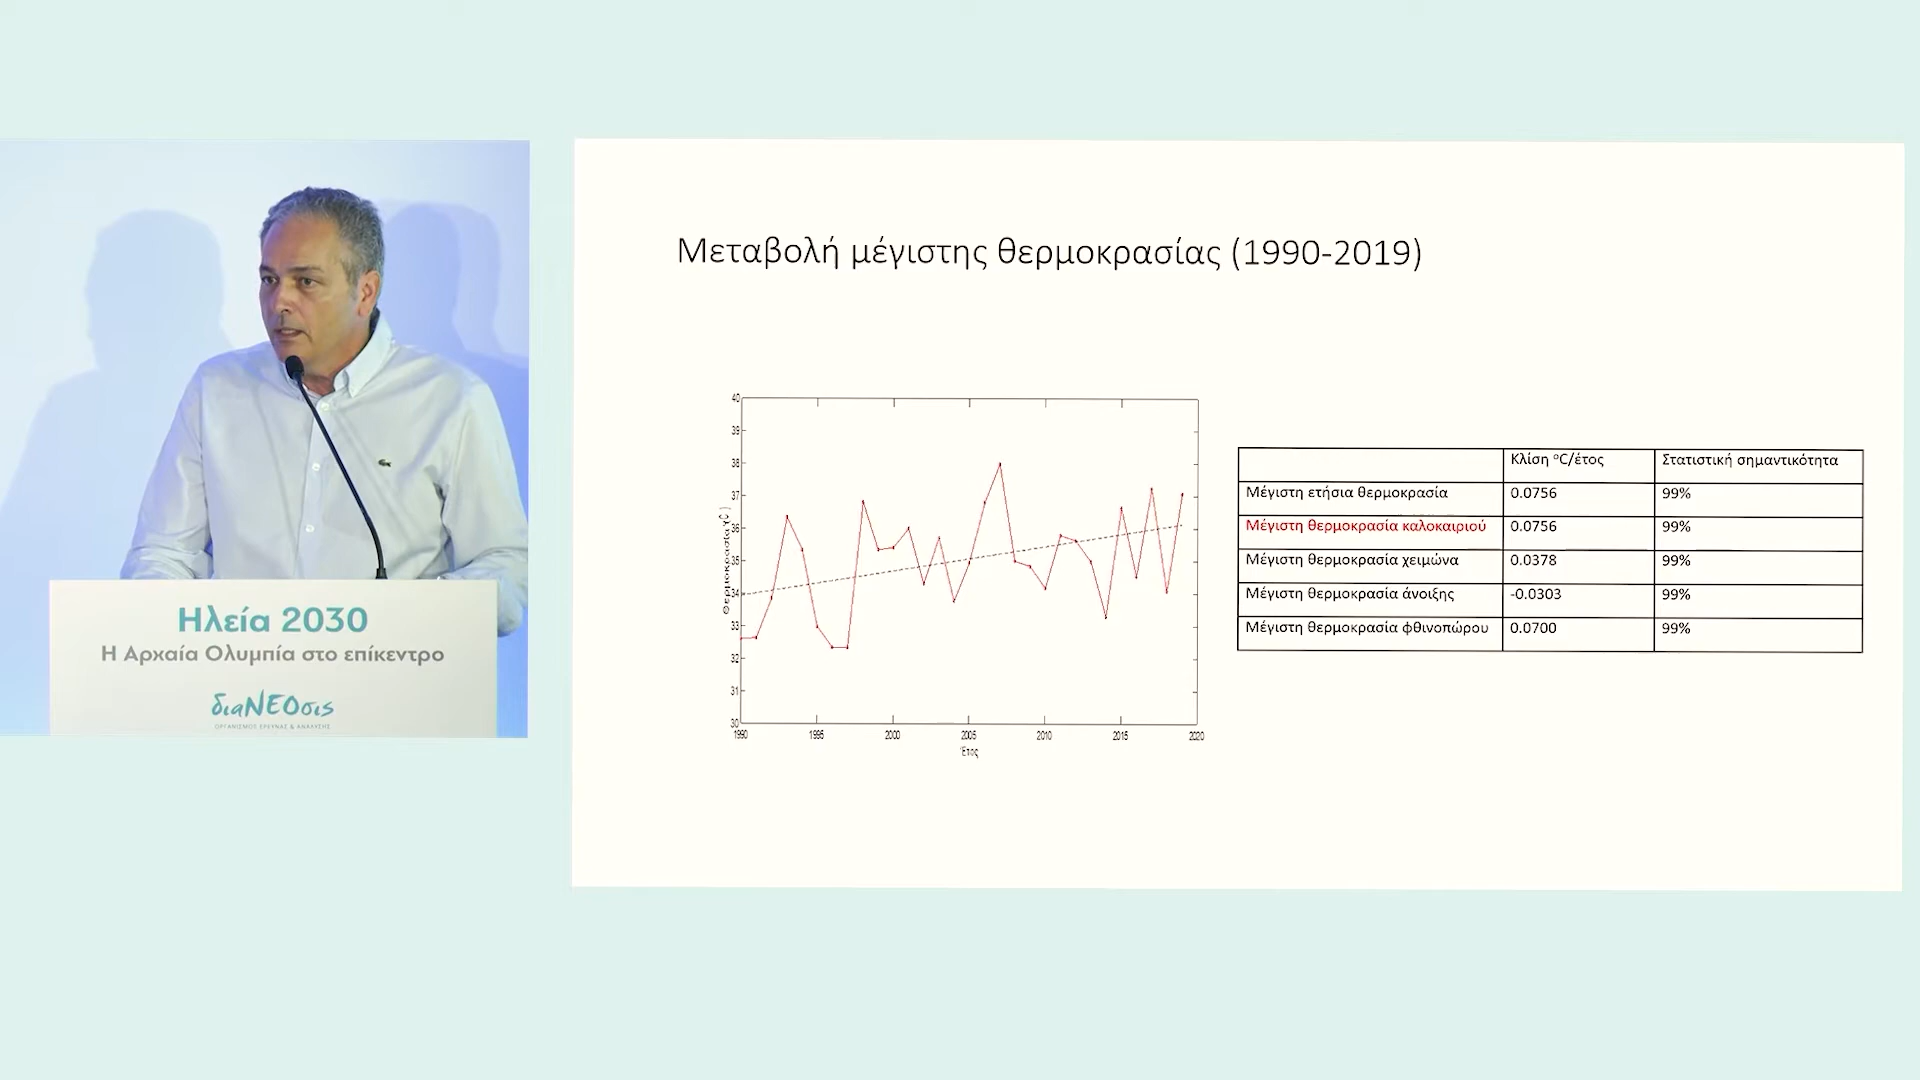 Ηλεία 2030
Η Αρχαία Ολυμπία στο επίκεντρο
διαΝΕΟσις
ΟΡΓΑΝΙΣΜΟΣ ΕΡΕΥΝΑΣ & ΑΝΑΛΥΣΗΣ
Μεταβολή μέγιστης θερμοκρασίας (1990-2019)
40
39
38
37
36
35
34
33
32
31
30
Θερμοκρασία
1990 1995 2000 2005 2010 2015 2020
Έτος
Κλίση °C/έτος Στατιστική σημαντικότητα
Μέγιστη ετήσια θερμοκρασία 0.0756 99%
Μέγιστη θερμοκρασία καλοκαιριού 0.0756 99%
Μέγιστη θερμοκρασία χειμώνα 0.0378 99%
Μέγιστη θερμοκρασία άνοιξης -0.0303 99%
Μέγιστη θερμοκρασία φθινοπώρου 0.0700 99%